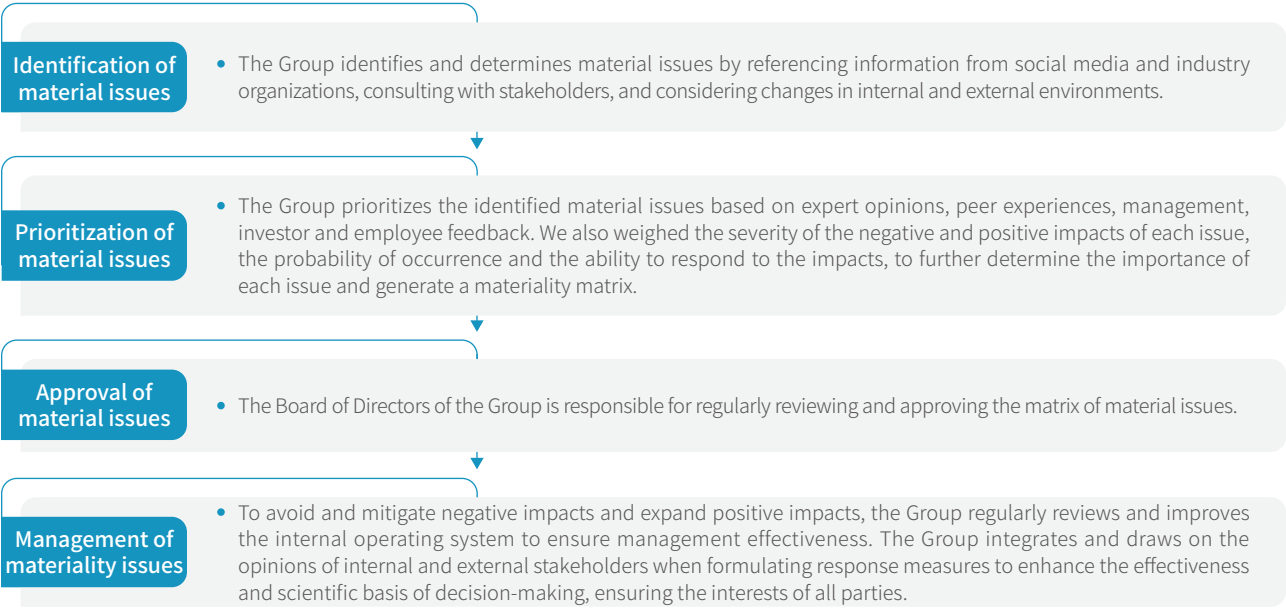 Identification of
material issues
• The Group identifies and determines material issues by referencing information from social media and industry
organizations, consulting with stakeholders, and considering changes in internal and external environments.
Prioritization of
material issues
• The Group prioritizes the identified material issues based on expert opinions, peer experiences, management,
investor and employee feedback. We also weighed the severity of the negative and positive impacts of each issue,
the probability of occurrence and the ability to respond to the impacts, to further determine the importance of
each issue and generate a materiality matrix.
Approval of
material issues
• The Board of Directors of the Group is responsible for regularly reviewing and approving the matrix of material issues.
Management of
materiality issues
• To avoid and mitigate negative impacts and expand positive impacts, the Group regularly reviews and improves
the internal operating system to ensure management effectiveness. The Group integrates and draws on the
opinions of internal and external stakeholders when formulating response measures to enhance the effectiveness
and scientific basis of decision-making, ensuring the interests of all parties.